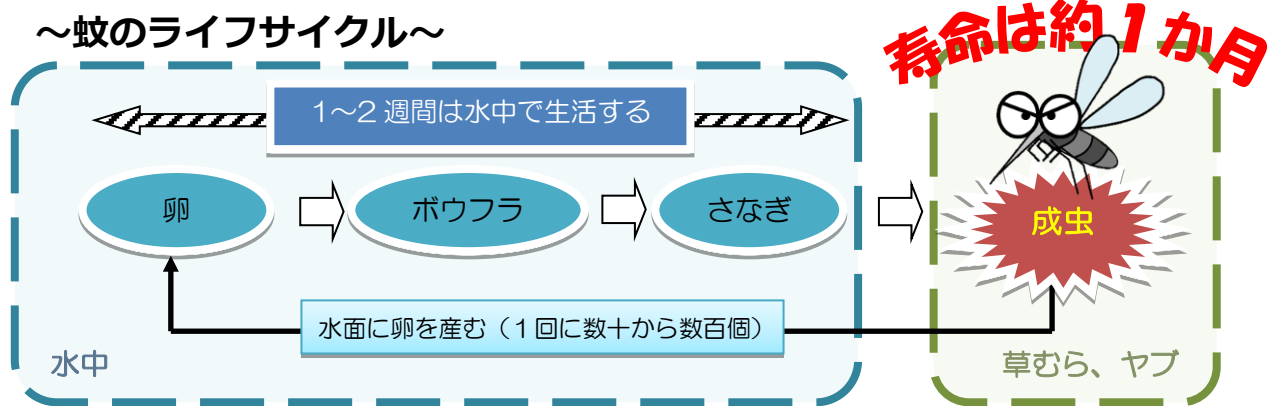 ～蚊のライフサイクル～
寿命は約1か月
1～2週間は水中で生活する
卵
ボウフラ
さなぎ
成虫
水面に卵を産む（1回に数十から数百個）
水中
草むら、ヤブ